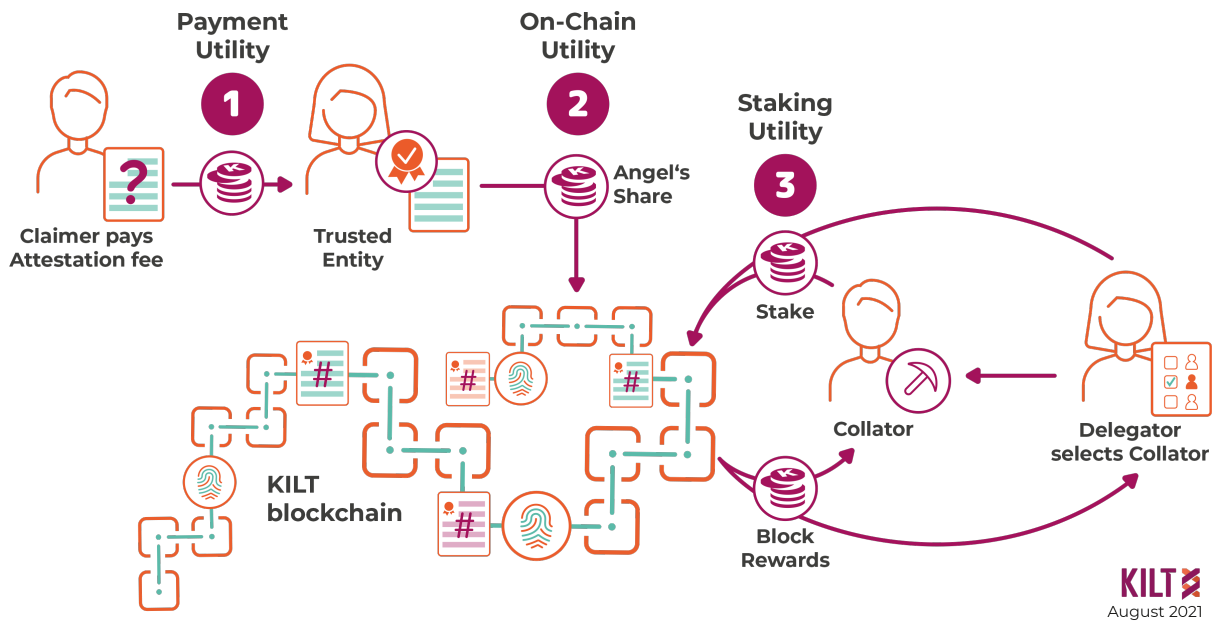 Payment
Utility
1
On-Chain
Utility
2
Staking
Utility
3
?
K
K
Angel‘s
Share
Claimer pays
Attestation fee
Trusted
Entity
K
Stake
#
#
#
Collator
Delegator
selects Collator
KILT
blockchain
#
K
Block
Rewards
KILT
August 2021